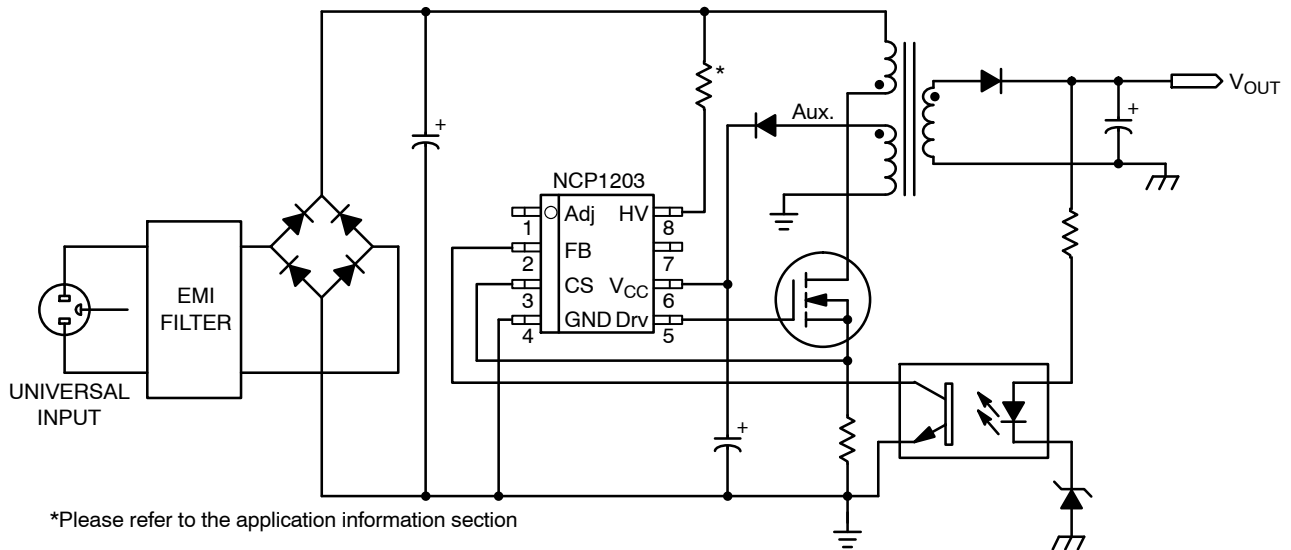 *
+
V_OUT
+
Aux.
NCP1203
Adj HV
1 8
FB
2 7
CS V_CC
3 6
GND Drv
4 5
EMI
FILTER
UNIVERSAL
INPUT
+
*Please refer to the application information section